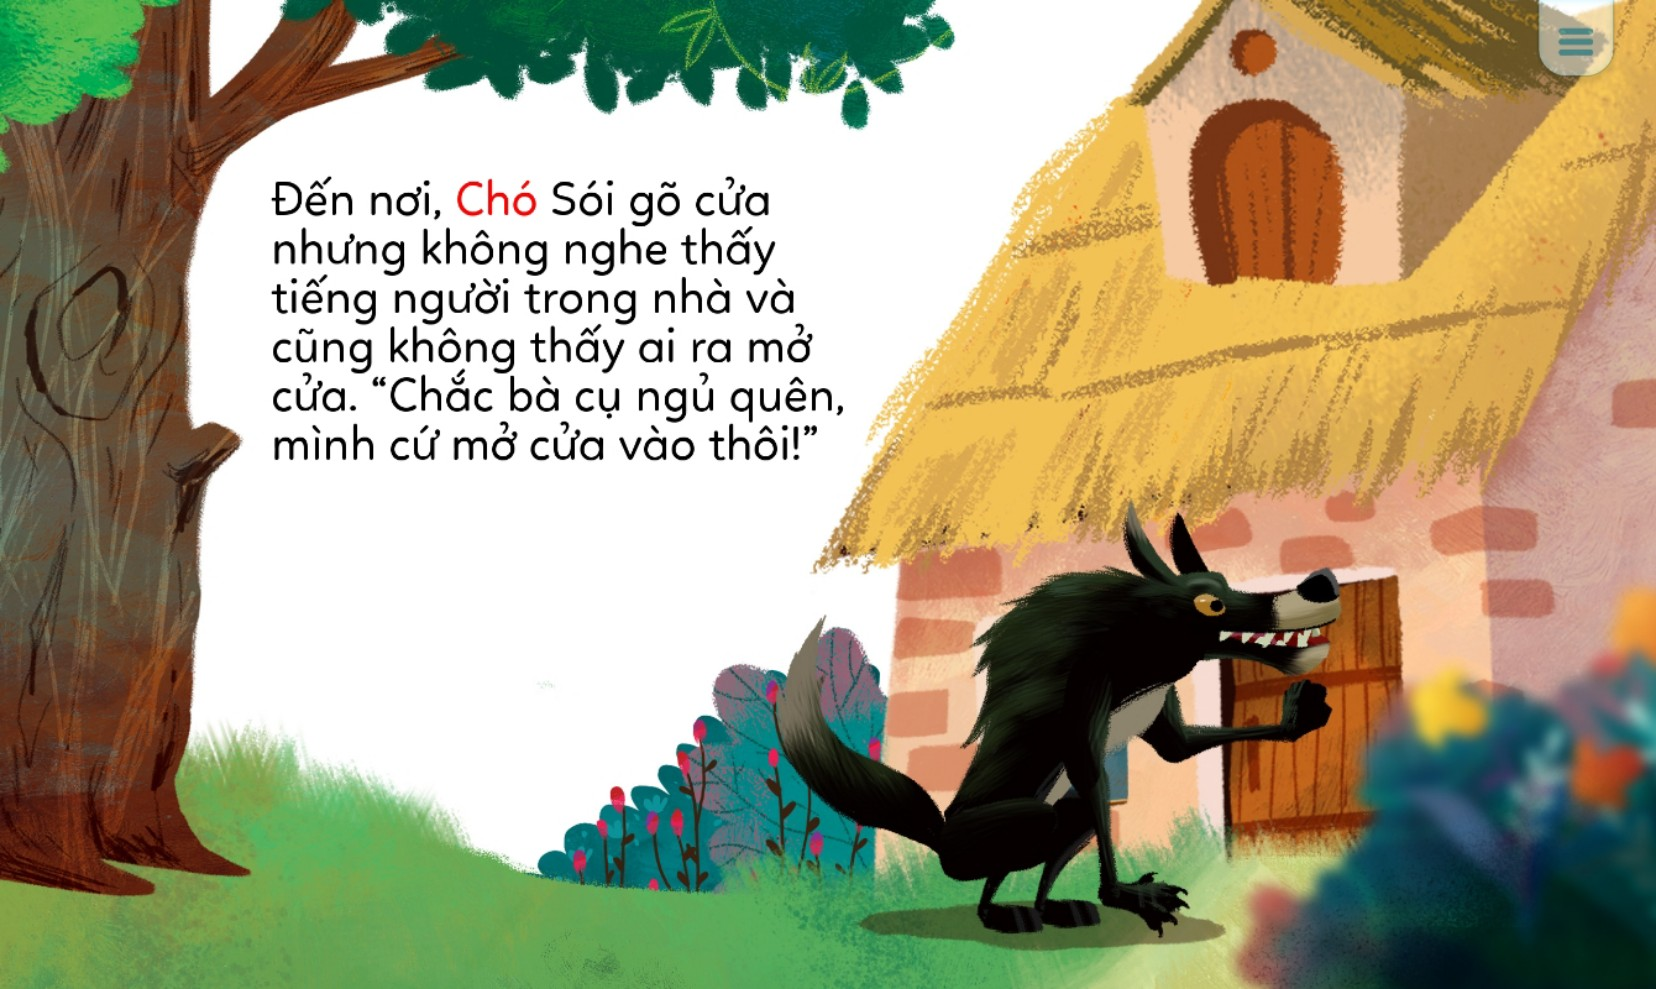 Đến nơi, Chó Sói gõ cửa
nhưng không nghe thấy
tiếng người trong nhà và
cũng không thấy ai ra mở
cửa. “Chắc bà cụ ngủ quên,
mình cứ mở cửa vào thôi!”